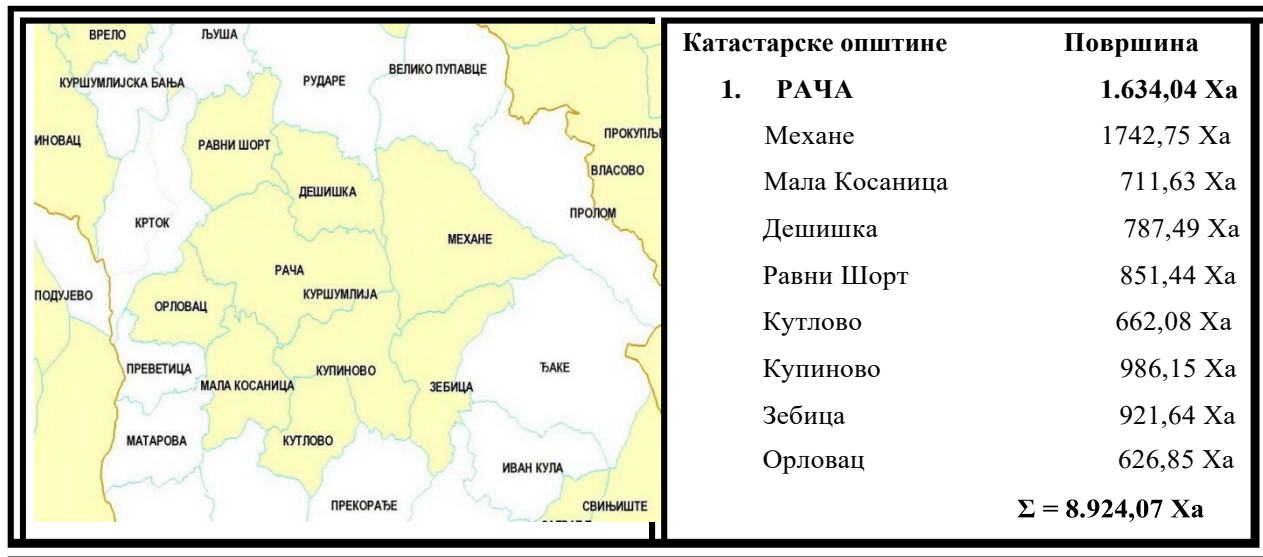 ВРЕЛО
ЉУША
КУРШУМЛИЈСКА БАЊА
РУДАРЕ
ВЕЛИКО ПУПАВЦЕ
ИНОВАЦ
РАВНИ ШОРТ
ПРОКУПЉ
ВЛАСОВО
ДЕШИШКА
КРТОК
ПРОЛОМ
МЕХАНЕ
РАЧА
ПОДУЈЕВО
КУРШУМЛИЈА
ОРЛОВАЦ
ПРЕВЕТИЦА
КУПИНОВО
ЂАКЕ
МАЛА КОСАНИЦА
ЗЕБИЦА
МАТАРОВА
КУТЛОВО
ИВАН КУЛА
ПРЕКОРАЂЕ
СВИЊИШТЕ
Катастарске општине Површина
1. РАЧА 1.634,04 Ха
Механе 1742,75 Ха
Мала Косаница 711,63 Ха
Дешишка 787,49 Ха
Равни Шорт 851,44 Ха
Кутлово 662,08 Ха
Купиново 986,15 Ха
Зебица 921,64 Ха
Орловац 626,85 Ха
Σ = 8.924,07 Ха